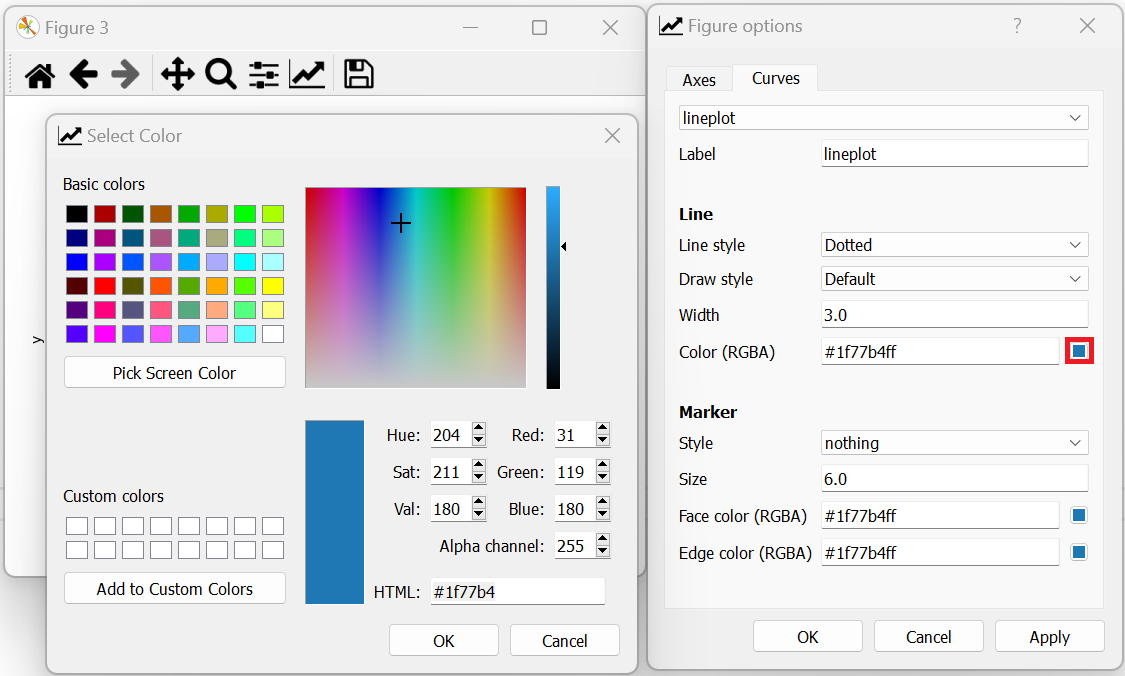 Figure 3
y
Select Color
Basic colors
Pick Screen Color
Custom colors
Add to Custom Colors
Hue: 204 Red: 31
Sat: 211 Green: 119
Val: 180 Blue: 180
Alpha channel: 255
HTML: #1f77b4
OK Cancel
Figure options ?
Axes Curves
lineplot
Label lineplot
Line
Line style Dotted
Draw style Default
Width 3.0
Color (RGBA) #1f77b4ff
Marker
Style nothing
Size 6.0
Face color (RGBA) #1f77b4ff
Edge color (RGBA) #1f77b4ff
OK Cancel Apply